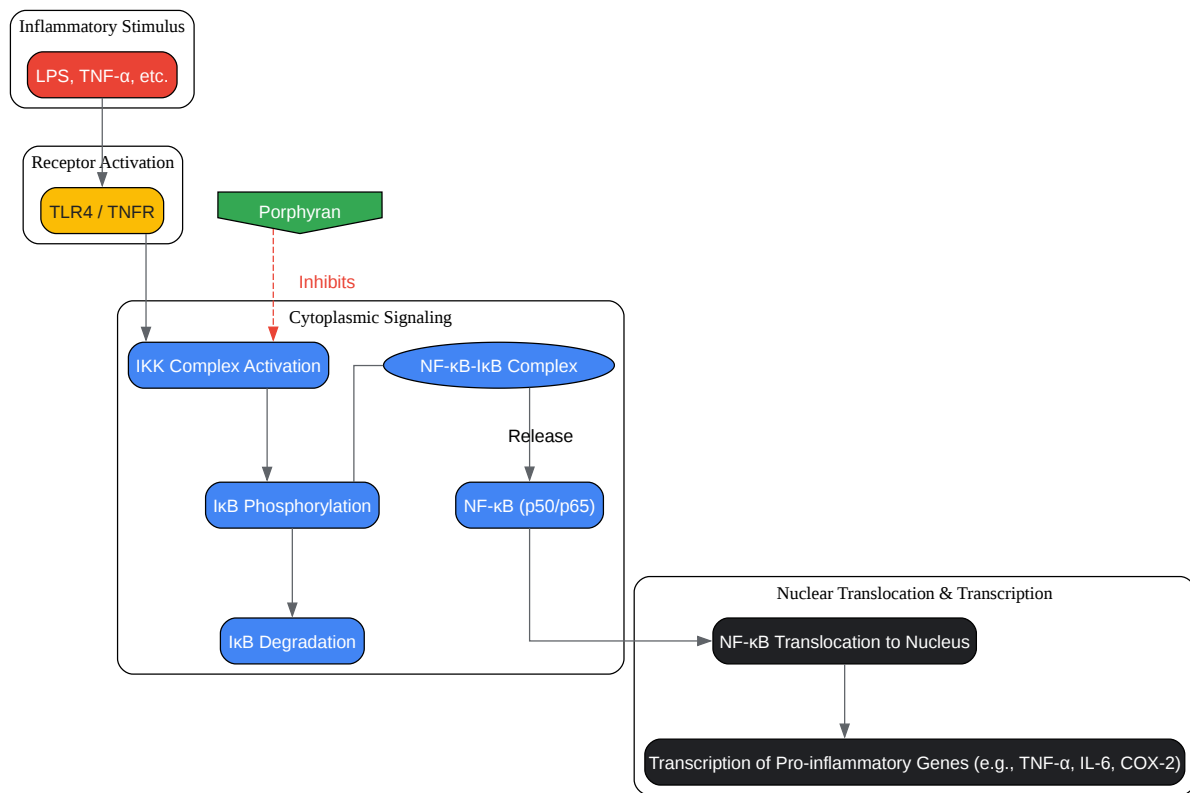 Inflammatory Stimulus
LPS, TNF-α, etc.
Receptor Activation
TLR4 / TNFR
Porphyran
Inhibits
Cytoplasmic Signaling
IKK Complex Activation
NF-κB-IκB Complex
Release
IκB Phosphorylation
NF-κB (p50/p65)
IκB Degradation
Nuclear Translocation & Transcription
NF-κB Translocation to Nucleus
Transcription of Pro-inflammatory Genes (e.g., TNF-α, IL-6, COX-2)